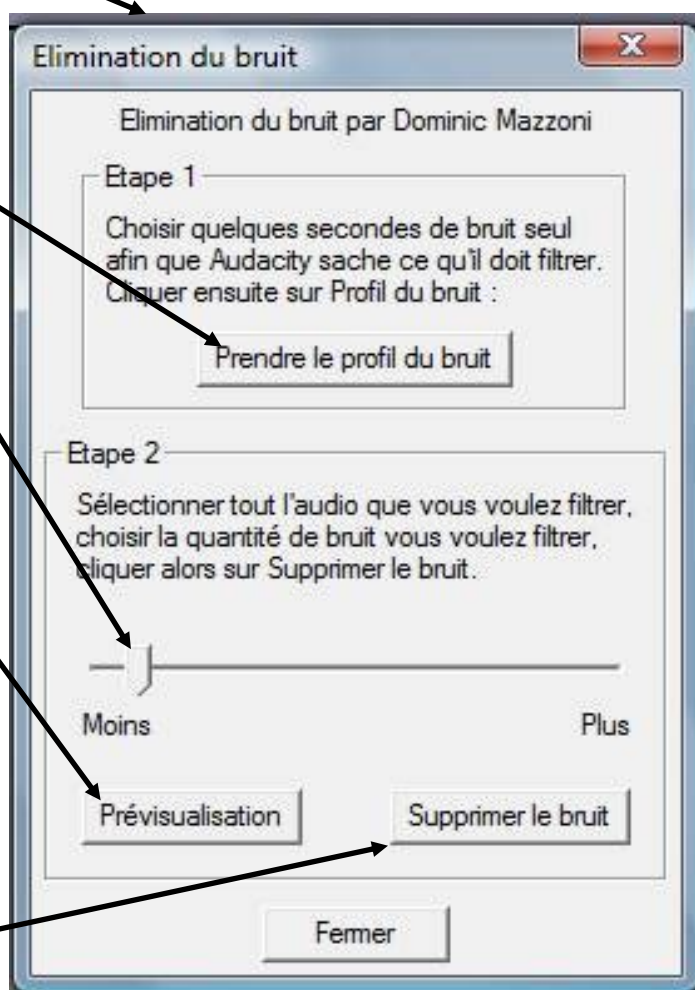 Elimination du bruit
Elimination du bruit par Dominic Mazzoni
Etape 1
Choisir quelques secondes de bruit seul
afin que Audacity sache ce qu'il doit filtrer.
Cliquer ensuite sur Profil du bruit :
Prendre le profil du bruit
Etape 2
Sélectionner tout l'audio que vous voulez filtrer,
choisir la quantité de bruit vous voulez filtrer,
cliquer alors sur Supprimer le bruit.
Moins Plus
Prévisualisation Supprimer le bruit
Fermer